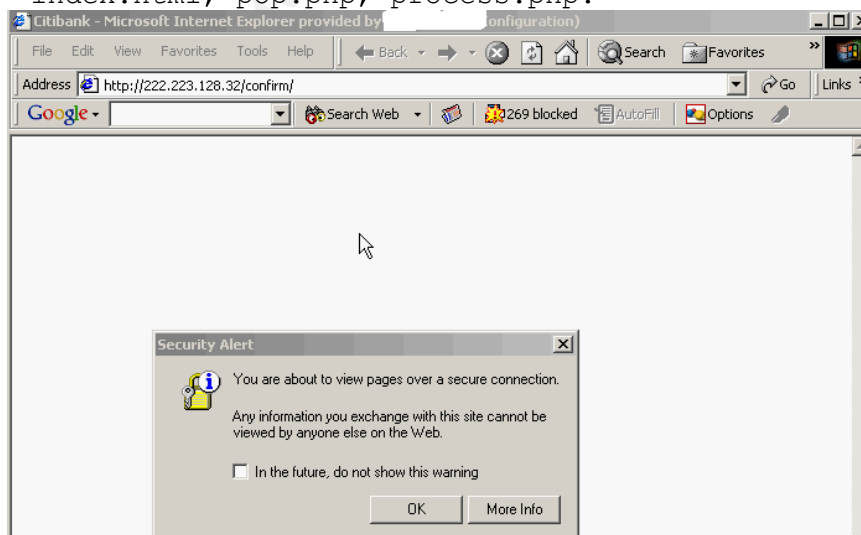 index.html, pop.php, process.php.
Citibank - Microsoft Internet Explorer provided by onfiguration)
File Edit View Favorites Tools Help Back Search Favorites »
Address http://222.223.128.32/confirm/ Go Links
Google Search Web 269 blocked AutoFill Options
Security Alert
You are about to view pages over a secure connection.
Any information you exchange with this site cannot be
viewed by anyone else on the Web.
In the future, do not show this warning
OK More Info